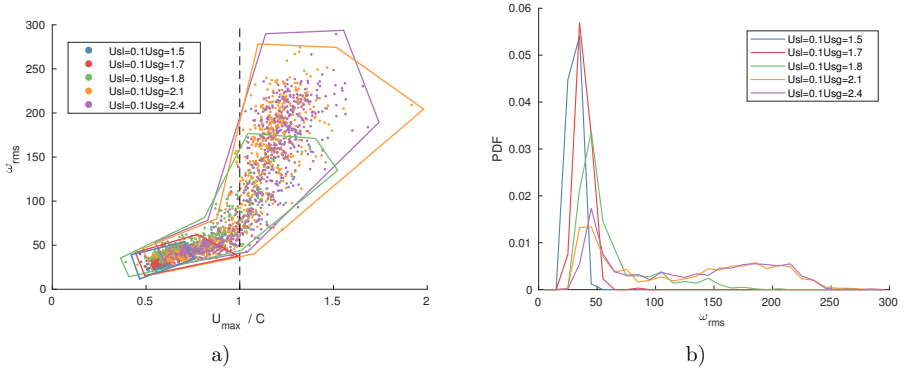 300
250
200
150
100
50
0
ω_rms
Usl=0.1Usg=1.5
Usl=0.1Usg=1.7
Usl=0.1Usg=1.8
Usl=0.1Usg=2.1
Usl=0.1Usg=2.4
0 0.5 1 1.5 2
U_max / C
a)
0.06
0.05
0.04
0.03
0.02
0.01
0
PDF
Usl=0.1Usg=1.5
Usl=0.1Usg=1.7
Usl=0.1Usg=1.8
Usl=0.1Usg=2.1
Usl=0.1Usg=2.4
0 50 100 150 200 250 300
ω_rms
b)